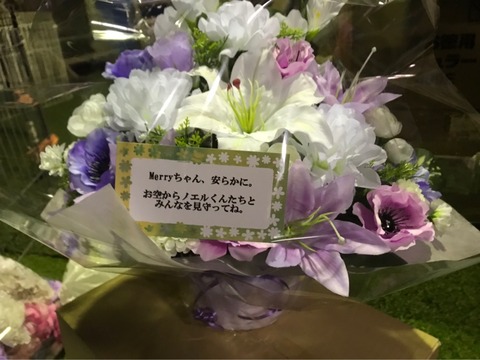 Merryちゃん、安らかに。
お空からノエルくんたちと
みんなを見守ってね。